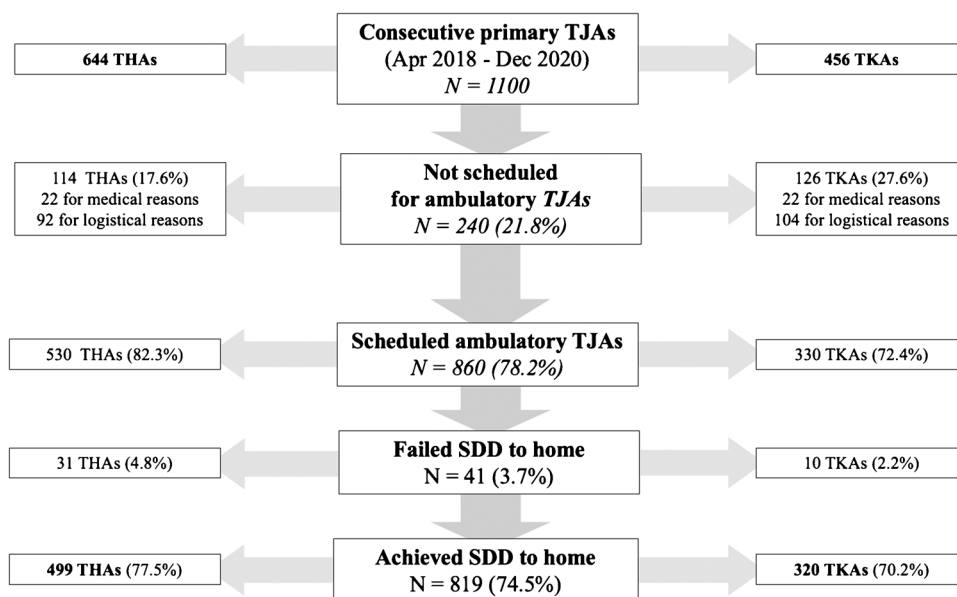 Consecutive primary TJAs
(Apr 2018 - Dec 2020)
N = 1100
644 THAs
456 TKAs
Not scheduled
for ambulatory TJAs
N = 240 (21.8%)
114 THAs (17.6%)
22 for medical reasons
92 for logistical reasons
126 TKAs (27.6%)
22 for medical reasons
104 for logistical reasons
Scheduled ambulatory TJAs
N = 860 (78.2%)
530 THAs (82.3%)
330 TKAs (72.4%)
Failed SDD to home
N = 41 (3.7%)
31 THAs (4.8%)
10 TKAs (2.2%)
Achieved SDD to home
N = 819 (74.5%)
499 THAs (77.5%)
320 TKAs (70.2%)